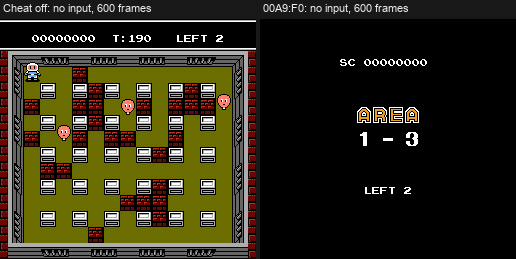 Cheat off: no input, 600 frames
00A9:F0: no input, 600 frames
00000000 T:190 LEFT 2
SC 00000000
AREA
1 - 3
LEFT 2